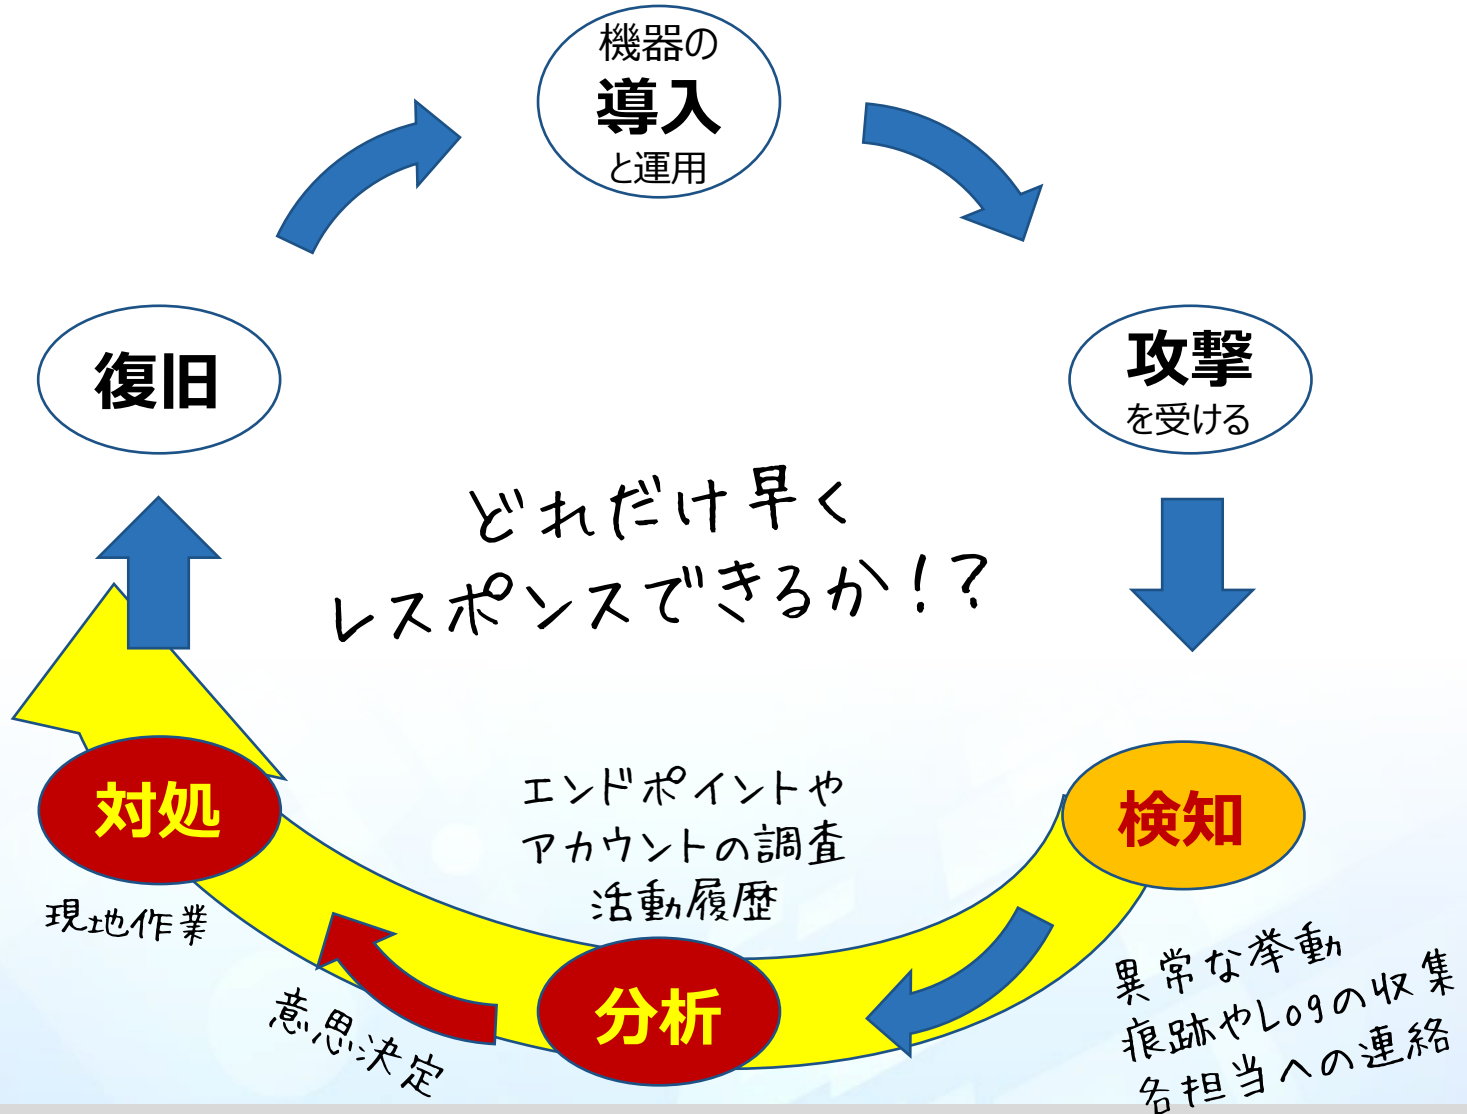 機器の
導入
と運用
攻撃
を受ける
復旧
どれだけ早く
レスポンスできるか！？
検知
異常な挙動
痕跡やLogの収集
各担当への連絡
エンドポイントや
アカウントの調査
活動履歴
分析
意思決定
対処
現地作業